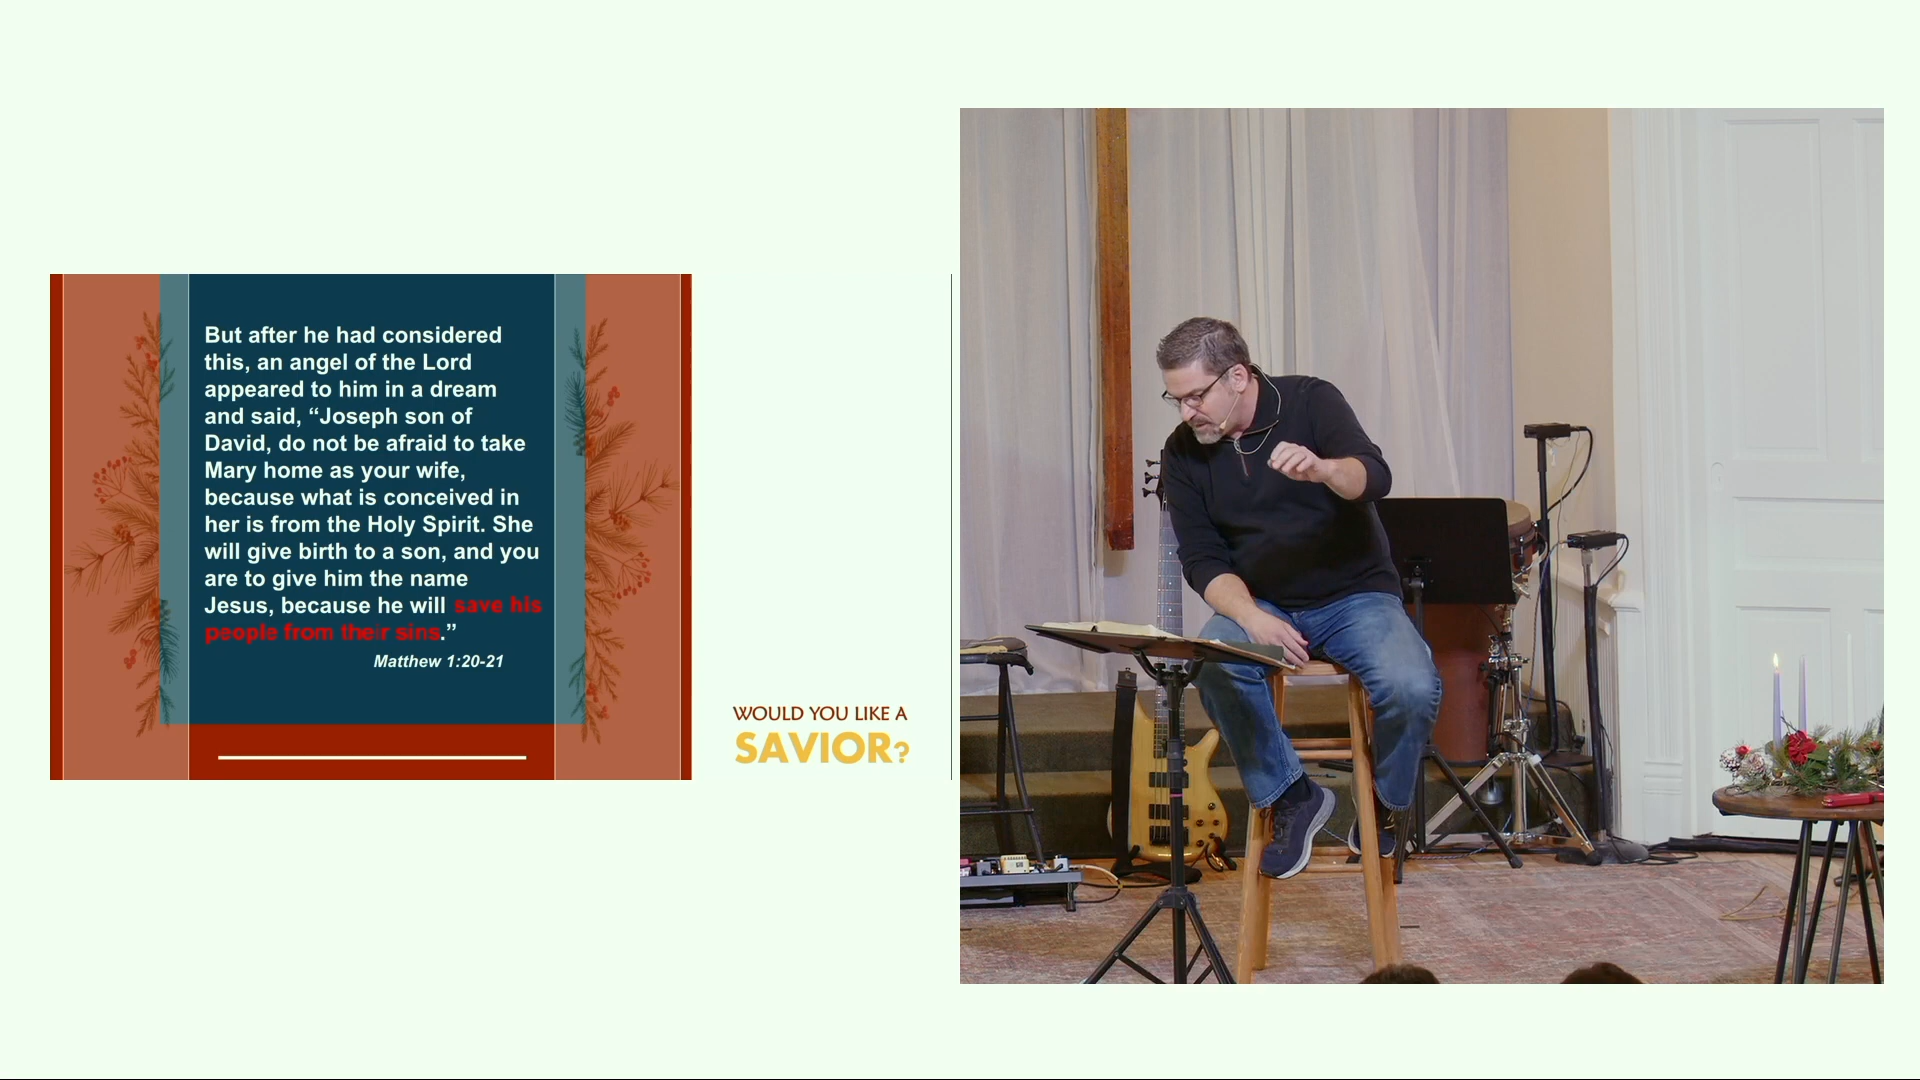 But after he had considered
this, an angel of the Lord
appeared to him in a dream
and said, “Joseph son of
David, do not be afraid to take
Mary home as your wife,
because what is conceived in
her is from the Holy Spirit. She
will give birth to a son, and you
are to give him the name
Jesus, because he will save his
people from their sins.”
Matthew 1:20-21
WOULD YOU LIKE A
SAVIOR?